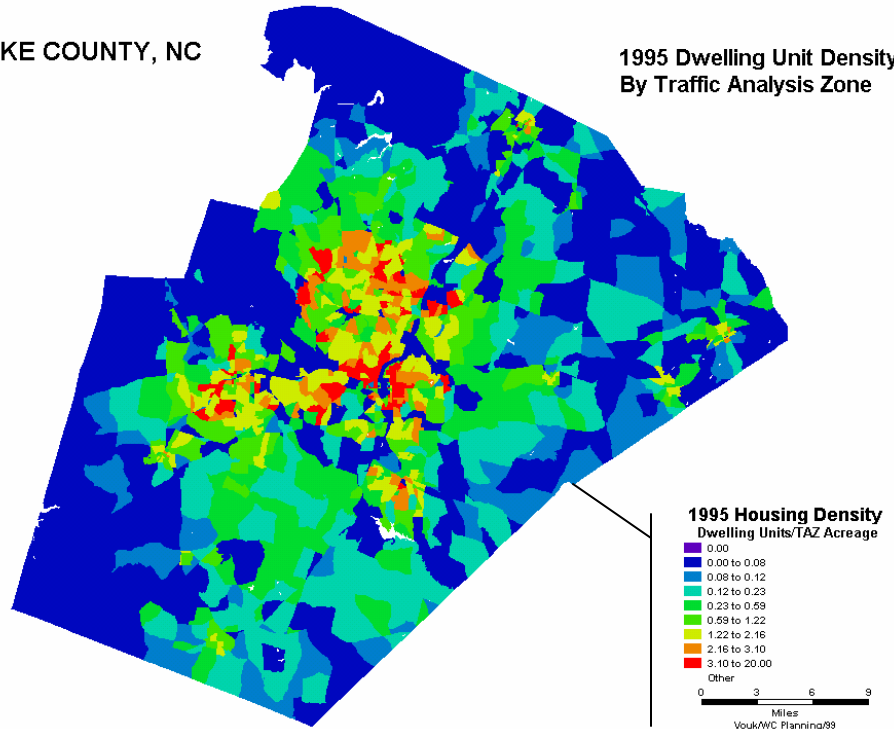 KE COUNTY, NC
1995 Dwelling Unit Density
By Traffic Analysis Zone
1995 Housing Density
Dwelling Units/TAZ Acreage
0.00
0.00 to 0.08
0.08 to 0.12
0.12 to 0.23
0.23 to 0.59
0.59 to 1.22
1.22 to 2.16
2.16 to 3.10
3.10 to 20.00
Other
0 3 6 9
Miles
Vouk/WC Planning/99